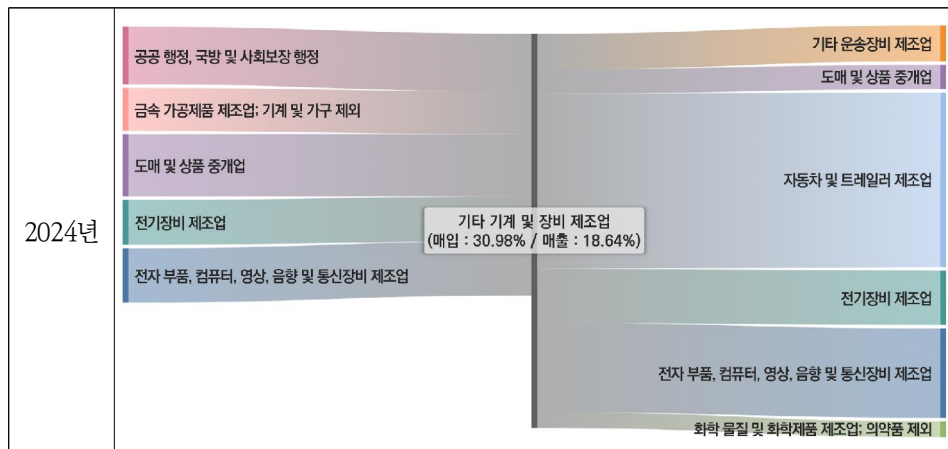 2024년
공공 행정, 국방 및 사회보장 행정
금속 가공제품 제조업; 기계 및 가구 제외
도매 및 상품 중개업
전기장비 제조업
전자 부품, 컴퓨터, 영상, 음향 및 통신장비 제조업
기타 기계 및 장비 제조업
(매입 : 30.98% / 매출 : 18.64%)
기타 운송장비 제조업
도매 및 상품 중개업
자동차 및 트레일러 제조업
전기장비 제조업
전자 부품, 컴퓨터, 영상, 음향 및 통신장비 제조업
화학 물질 및 화학제품 제조업; 의약품 제외